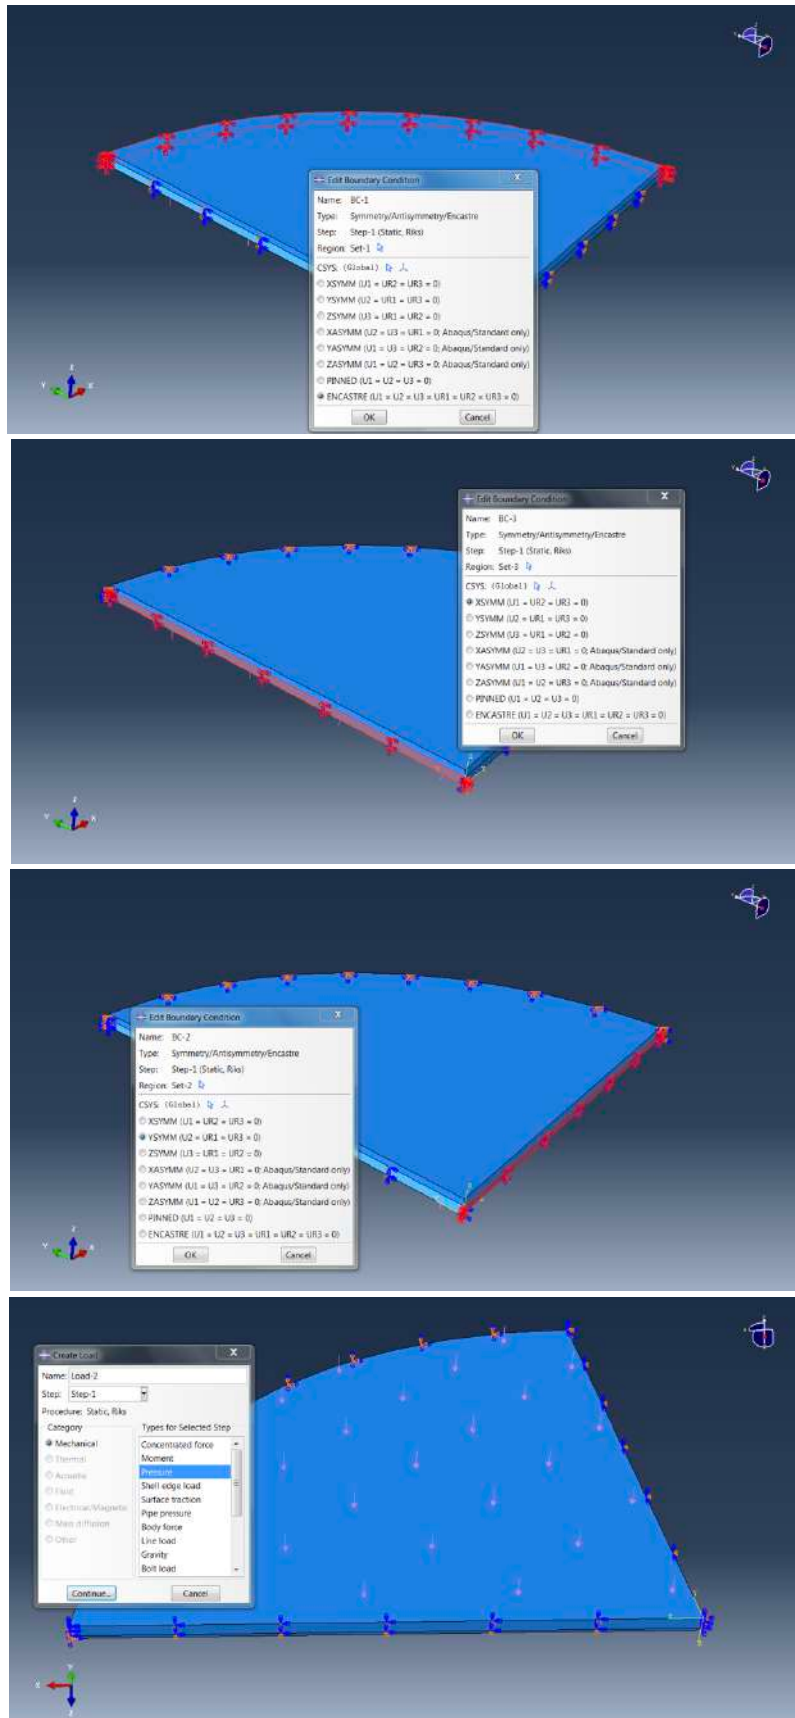 Edit Boundary Condition
X
Name: BC-1
Type: Symmetry/Antisymmetry/Encastre
Step: Step-1 (Static, Riks)
Region: Set-1
CSYS: (Global)
XSYMM (U1 = UR2 = UR3 = 0)
YSYMM (U2 = UR1 = UR3 = 0)
ZSYMM (U3 = UR1 = UR2 = 0)
XASYMM (U2 = U3 = UR1 = 0; Abaqus/Standard only)
YASYMM (U1 = U3 = UR2 = 0; Abaqus/Standard only)
ZASYMM (U1 = U2 = UR3 = 0; Abaqus/Standard only)
PINNED (U1 = U2 = U3 = 0)
ENCASTRE (U1 = U2 = U3 = UR1 = UR2 = UR3 = 0)
OK
Cancel
Z
Y
X
Edit Boundary Condition
X
Name: BC-3
Type: Symmetry/Antisymmetry/Encastre
Step: Step-1 (Static, Riks)
Region: Set-3
CSYS: (Global)
XSYMM (U1 = UR2 = UR3 = 0)
YSYMM (U2 = UR1 = UR3 = 0)
ZSYMM (U3 = UR1 = UR2 = 0)
XASYMM (U2 = U3 = UR1 = 0; Abaqus/Standard only)
YASYMM (U1 = U3 = UR2 = 0; Abaqus/Standard only)
ZASYMM (U1 = U2 = UR3 = 0; Abaqus/Standard only)
PINNED (U1 = U2 = U3 = 0)
ENCASTRE (U1 = U2 = U3 = UR1 = UR2 = UR3 = 0)
OK
Cancel
Z
Y
X
Edit Boundary Condition
X
Name: BC-2
Type: Symmetry/Antisymmetry/Encastre
Step: Step-1 (Static, Riks)
Region: Set-2
CSYS: (Global)
XSYMM (U1 = UR2 = UR3 = 0)
YSYMM (U2 = UR1 = UR3 = 0)
ZSYMM (U3 = UR1 = UR2 = 0)
XASYMM (U2 = U3 = UR1 = 0; Abaqus/Standard only)
YASYMM (U1 = U3 = UR2 = 0; Abaqus/Standard only)
ZASYMM (U1 = U2 = UR3 = 0; Abaqus/Standard only)
PINNED (U1 = U2 = U3 = 0)
ENCASTRE (U1 = U2 = U3 = UR1 = UR2 = UR3 = 0)
OK
Cancel
Z
Y
X
Create Load
X
Name: Load-2
Step: Step-1
Procedure: Static, Riks
Category
Mechanical
Thermal
Acoustic
Fluid
Electrical/Magnetic
Mass diffusion
Other
Types for Selected Step
Concentrated force
Moment
Pressure
Shell edge load
Surface traction
Pipe pressure
Body force
Line load
Gravity
Bolt load
Continue...
Cancel
Y
X
Z